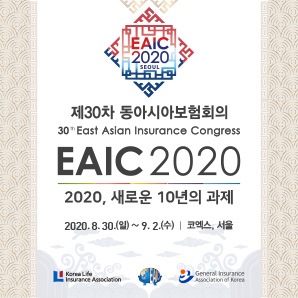 EAIC
2020
SEOUL
제30차 동아시아보험회의
30th East Asian Insurance Congress
EAIC 2020
2020, 새로운 10년의 과제
2020. 8. 30.(일) ~ 9. 2.(수) | 코엑스, 서울
Korea Life
Insurance Association
General Insurance
Association of Korea